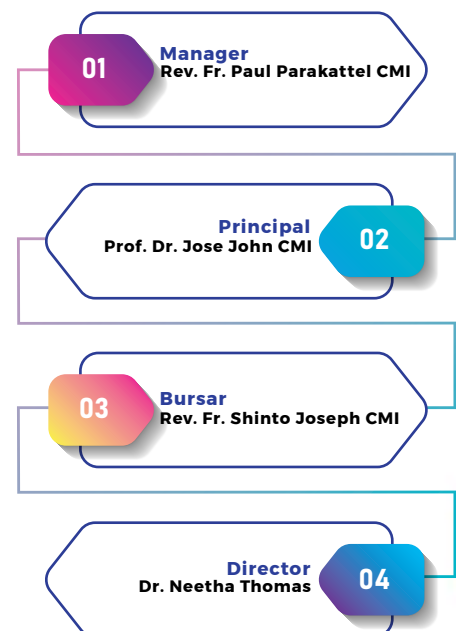 01
Manager
Rev. Fr. Paul Parakattel CMI
Principal
Prof. Dr. Jose John CMI
02
03
Bursar
Rev. Fr. Shinto Joseph CMI
Director
Dr. Neetha Thomas
04